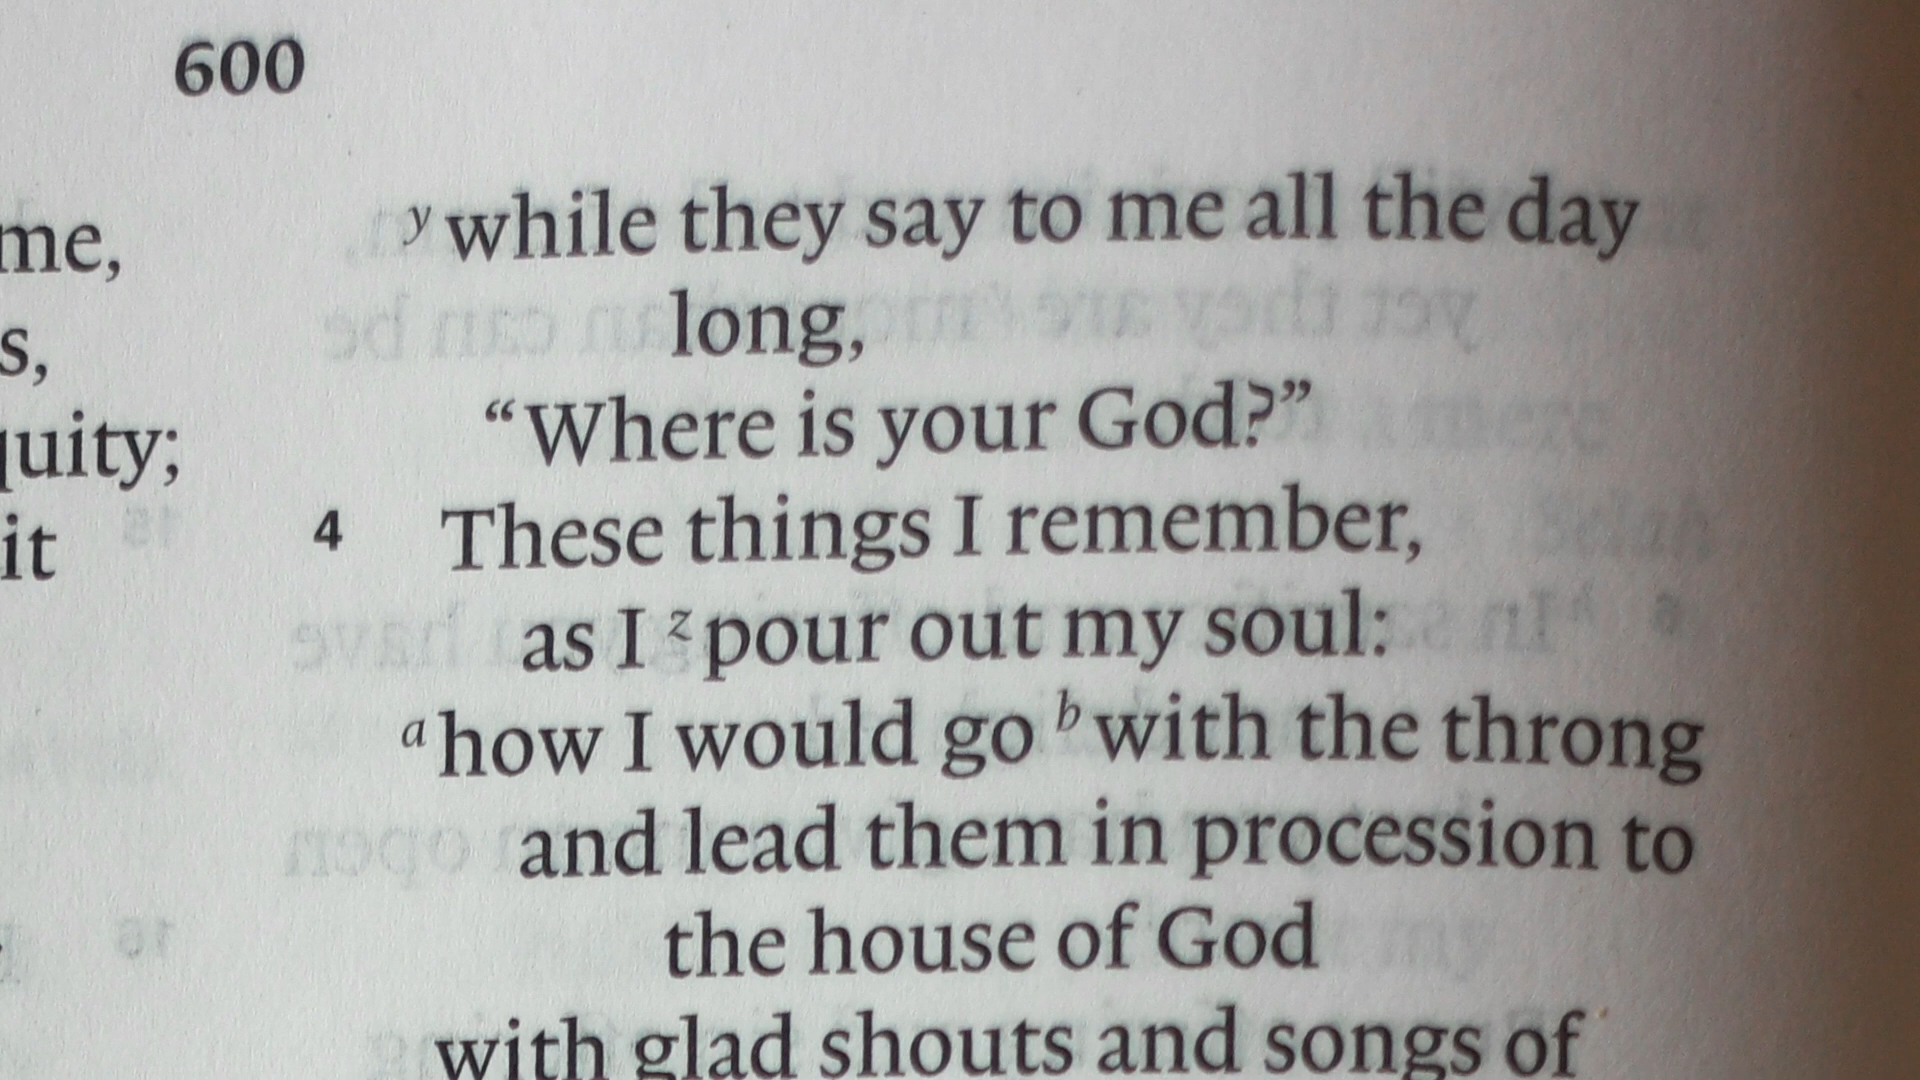 600
me,
s,
quity;
it
y while they say to me all the day
long,
“Where is your God?”
4 These things I remember,
as I z pour out my soul:
a how I would go b with the throng
and lead them in procession to
the house of God
with glad shouts and songs of